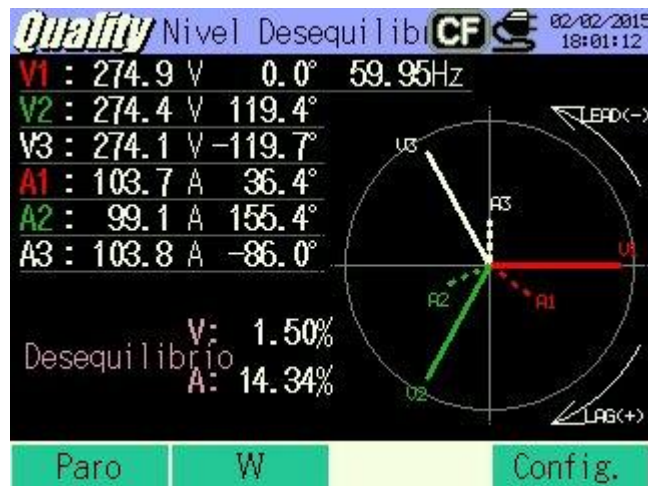 Quality Nivel Desequilib CF 02/02/2015
18:01:12
V1 : 274.9 V 0.0° 59.95Hz
V2 : 274.4 V 119.4°
V3 : 274.1 V -119.7°
A1 : 103.7 A 36.4°
A2 : 99.1 A 155.4°
A3 : 103.8 A -86.0°
LEAD(-)
V3
A3
V1
A2
A1
V2
LAG(+)
Desequilibrio
V: 1.50%
A: 14.34%
Paro W Config.